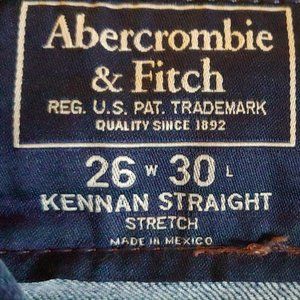 Abercrombie
& Fitch
REG. U.S. PAT. TRADEMARK
QUALITY SINCE 1892
26 W 30 L
KENNAN STRAIGHT
STRETCH
MADE IN MEXICO